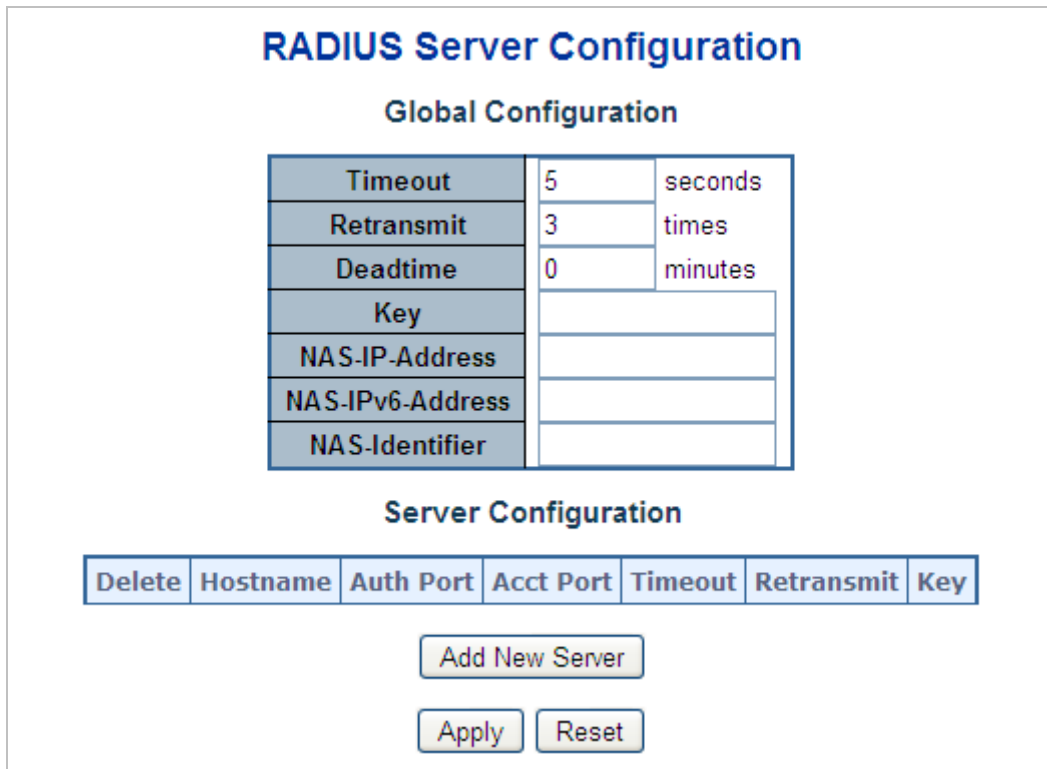 RADIUS Server Configuration
Global Configuration
Timeout 5 seconds
Retransmit 3 times
Deadtime 0 minutes
Key
NAS-IP-Address
NAS-IPv6-Address
NAS-Identifier
Server Configuration
Delete Hostname Auth Port Acct Port Timeout Retransmit Key
Add New Server
Apply Reset